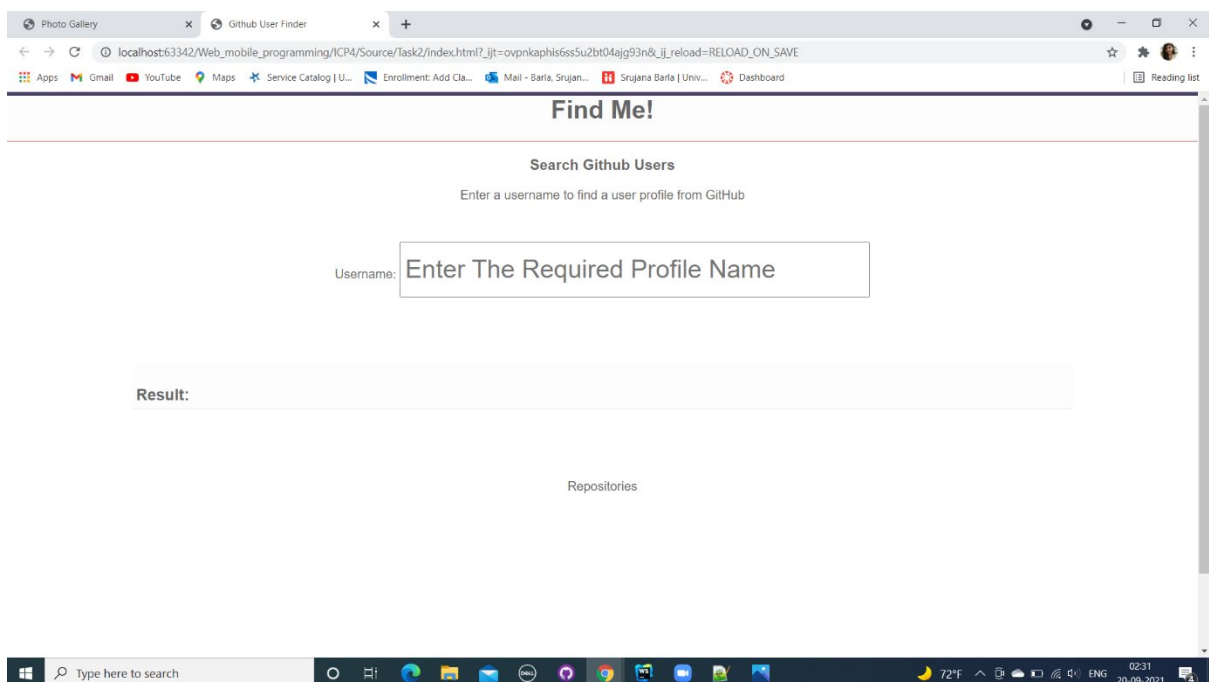 Photo Gallery
Github User Finder
localhost:63342/Web_mobile_programming/ICP4/Source/Task2/index.html?_ijt=ovpnkaphis6ss5u2bt04ajg93n&_ij_reload=RELOAD_ON_SAVE
Apps Gmail YouTube Maps Service Catalog | U... Enrollment: Add Cla... Mail - Barla, Srujan... Srujana Barla | Univ... Dashboard Reading list
Find Me!
Search Github Users
Enter a username to find a user profile from GitHub
Username: Enter The Required Profile Name
Result:
Repositories
Type here to search
DELL
WS
72°F ENG 02:31
20-09-2021
4